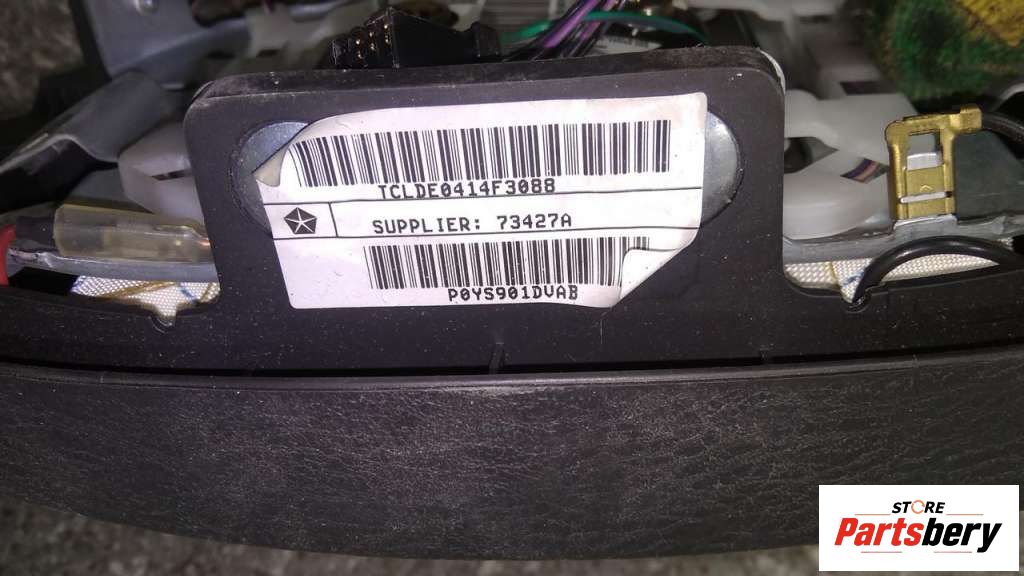 TCLDE0414F3088
SUPPLIER: 73427A
P0YS901DVAB
STORE
Partsbery